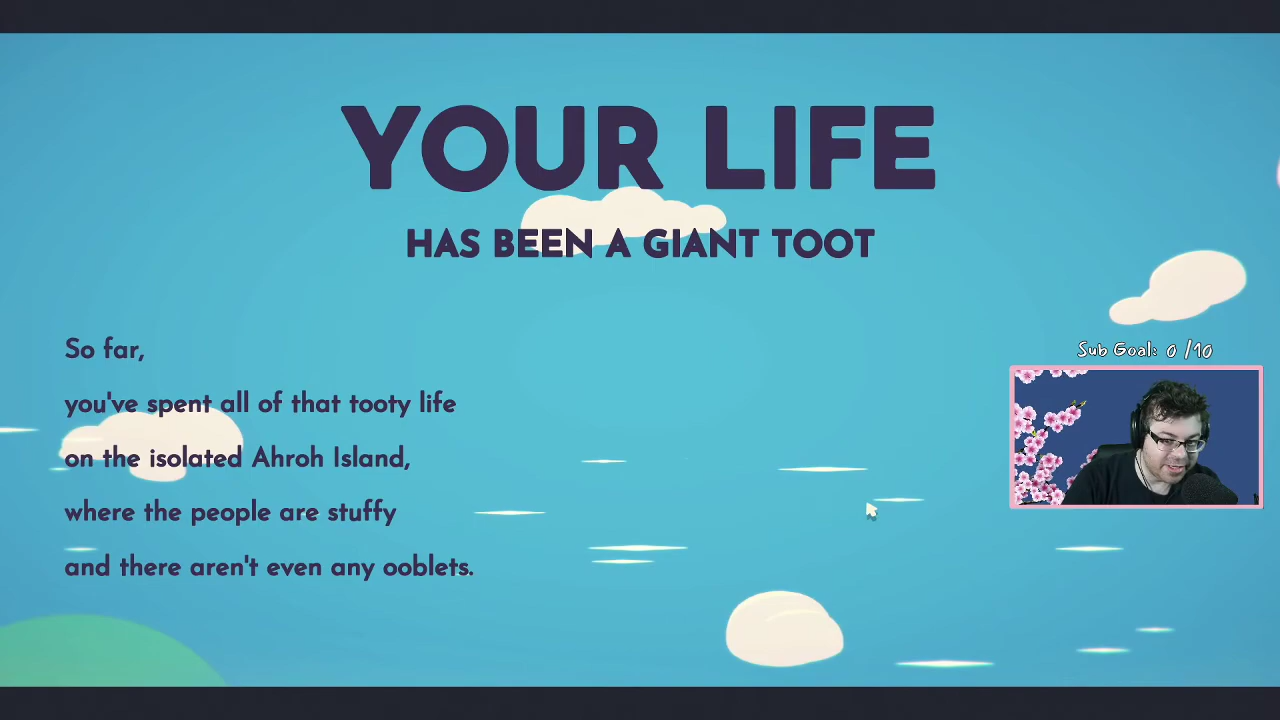 YOUR LIFE
HAS BEEN A GIANT TOOT
So far,
you've spent all of that tooty life
on the isolated Ahroh Island,
where the people are stuffy
and there aren't even any ooblets.
Sub Goal: 0 /10